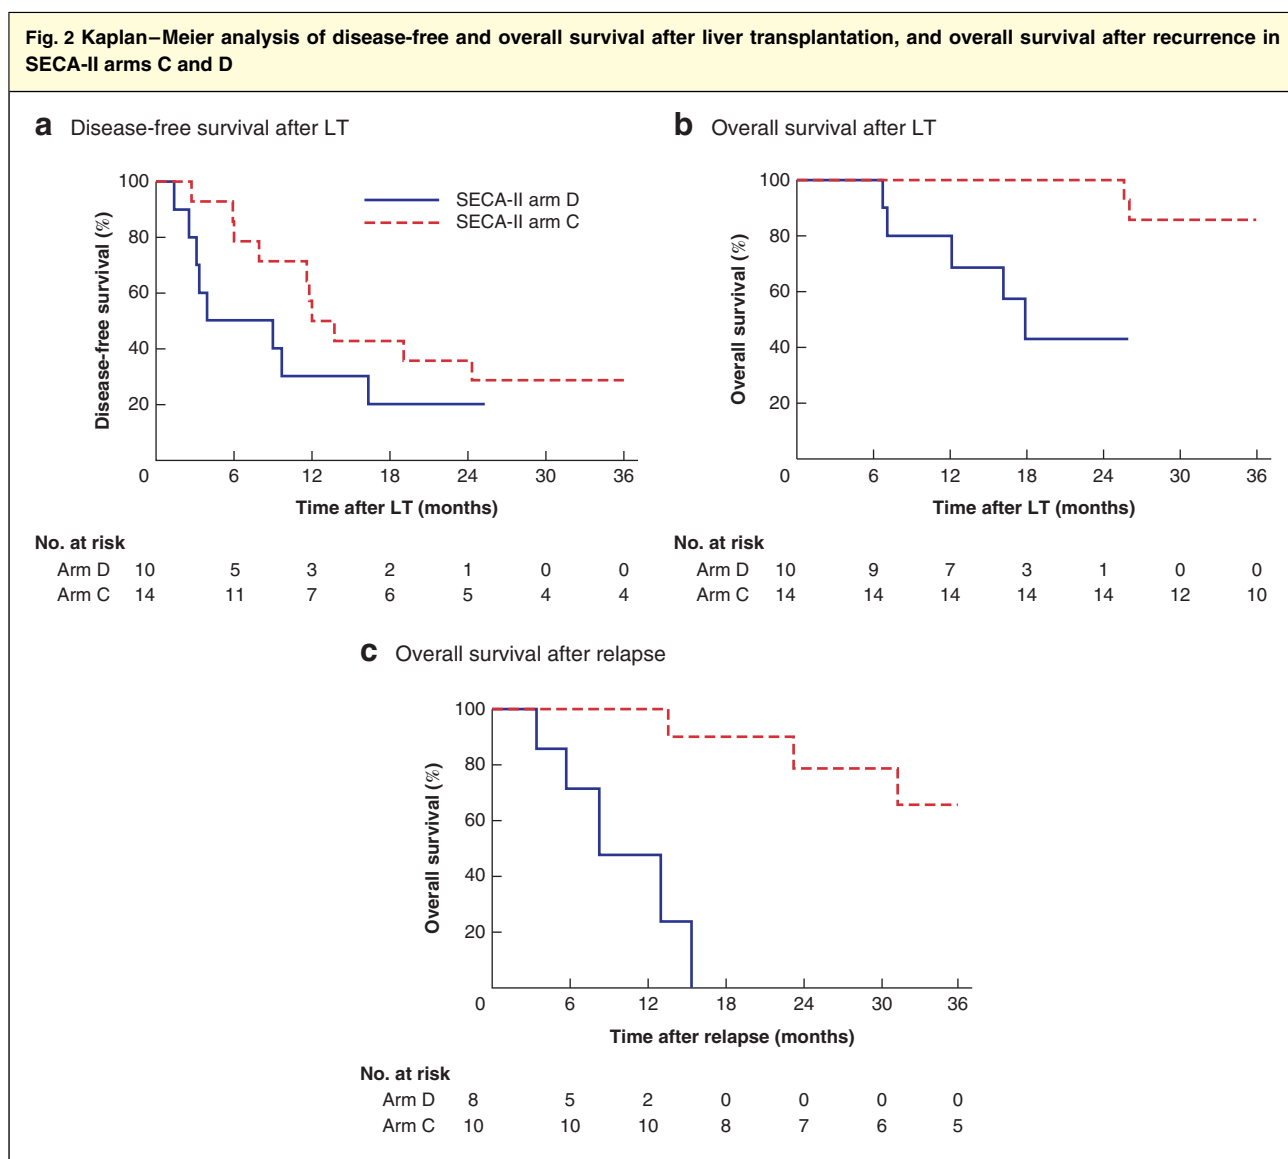 Fig. 2 Kaplan–Meier analysis of disease-free and overall survival after liver transplantation, and overall survival after recurrence in
SECA-II arms C and D
a Disease-free survival after LT
100
80
60
40
20
0
6
12
18
24
30
36
Disease-free survival (%)
SECA-II arm D
SECA-II arm C
Time after LT (months)
No. at risk
Arm D 10 5 3 2 1 0 0
Arm C 14 11 7 6 5 4 4
b Overall survival after LT
100
80
60
40
20
0
6
12
18
24
30
36
Overall survival (%)
Time after LT (months)
No. at risk
Arm D 10 9 7 3 1 0 0
Arm C 14 14 14 14 14 12 10
c Overall survival after relapse
100
80
60
40
20
0
6
12
18
24
30
36
Overall survival (%)
Time after relapse (months)
No. at risk
Arm D 8 5 2 0 0 0 0
Arm C 10 10 10 8 7 6 5